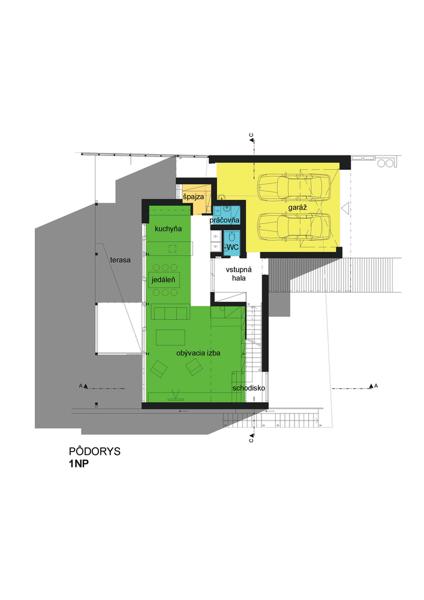 C
špajza
garáž
práčovňa
kuchyňa
WC
terasa
vstupná
hala
jedáleň
obývacia izba
A
schodisko
A
C
PÔDORYS
1NP